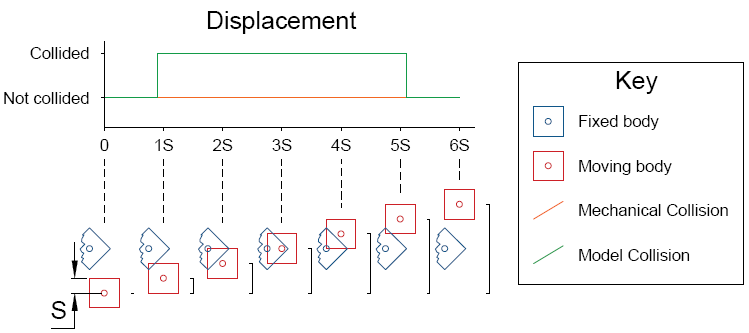 Displacement
Collided
Not collided
0 1S 2S 3S 4S 5S 6S
S
Key
Fixed body
Moving body
Mechanical Collision
Model Collision